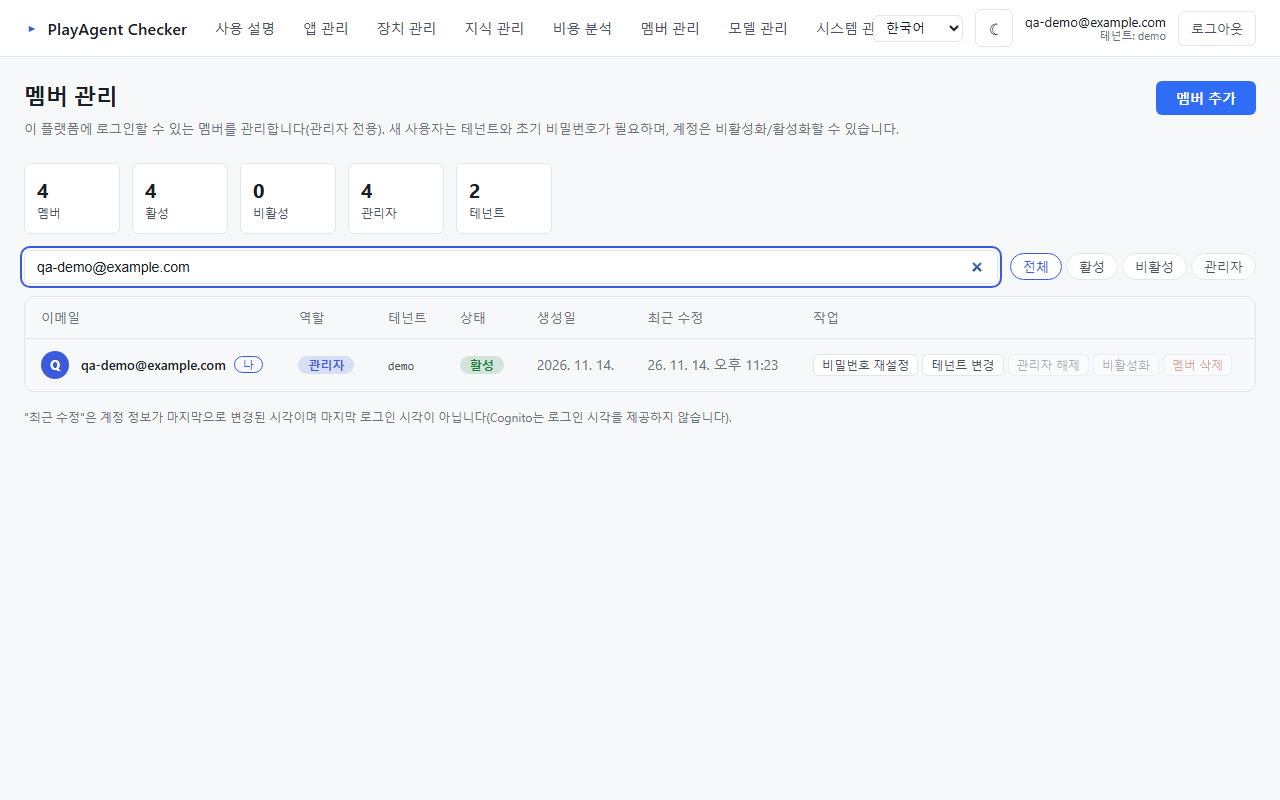 ▸ PlayAgent Checker 사용 설명 앱 관리 장치 관리 지식 관리 비용 분석 멤버 관리 모델 관리 시스템 관 한국어 qa-demo@example.com 로그아웃
테넌트: demo
멤버 관리
멤버 추가
이 플랫폼에 로그인할 수 있는 멤버를 관리합니다(관리자 전용). 새 사용자는 테넌트와 초기 비밀번호가 필요하며, 계정은 비활성화/활성화할 수 있습니다.
4 4 0 4 2
멤버 활성 비활성 관리자 테넌트
qa-demo@example.com × 전체 활성 비활성 관리자
이메일 역할 테넌트 상태 생성일 최근 수정 작업
Q qa-demo@example.com 나 관리자 demo 활성 2026. 11. 14. 26. 11. 14. 오후 11:23 비밀번호 재설정 테넌트 변경 관리자 해제 비활성화 멤버 삭제
"최근 수정"은 계정 정보가 마지막으로 변경된 시각이며 마지막 로그인 시각이 아닙니다(Cognito는 로그인 시각을 제공하지 않습니다).